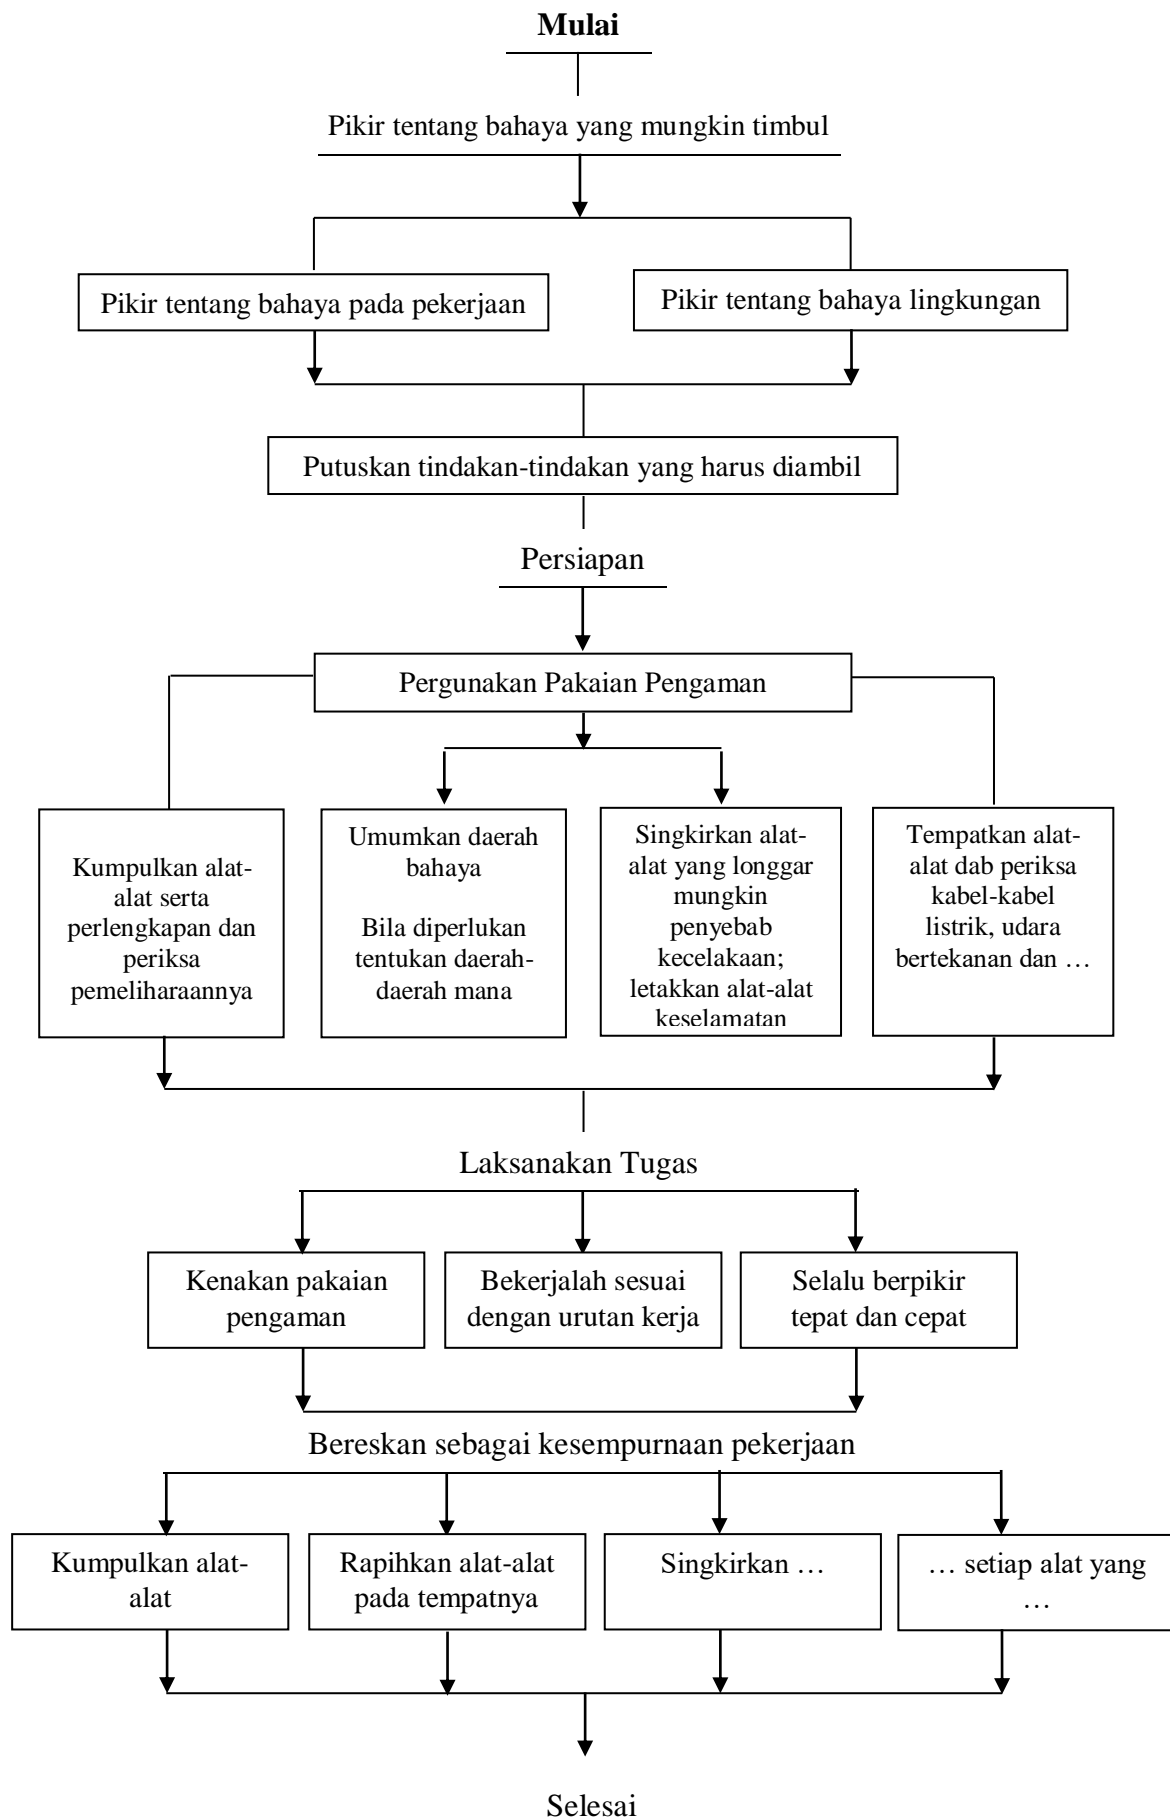 Mulai
Pikir tentang bahaya yang mungkin timbul
Pikir tentang bahaya pada pekerjaan
Pikir tentang bahaya lingkungan
Putuskan tindakan-tindakan yang harus diambil
Persiapan
Pergunakan Pakaian Pengaman
Kumpulkan alat-
alat serta
perlengkapan dan
periksa
pemeliharaannya
Umumkan daerah
bahaya
Bila diperlukan
tentukan daerah-
daerah mana
Singkirkan alat-
alat yang longgar
mungkin
penyebab
kecelakaan;
letakkan alat-alat
keselamatan
Tempatkan alat-
alat dab periksa
kabel-kabel
listrik, udara
bertekanan dan …
Laksanakan Tugas
Kenakan pakaian
pengaman
Bekerjalah sesuai
dengan urutan kerja
Selalu berpikir
tepat dan cepat
Bereskan sebagai kesempurnaan pekerjaan
Kumpulkan alat-
alat
Rapihkan alat-alat
pada tempatnya
Singkirkan …
… setiap alat yang
…
Selesai